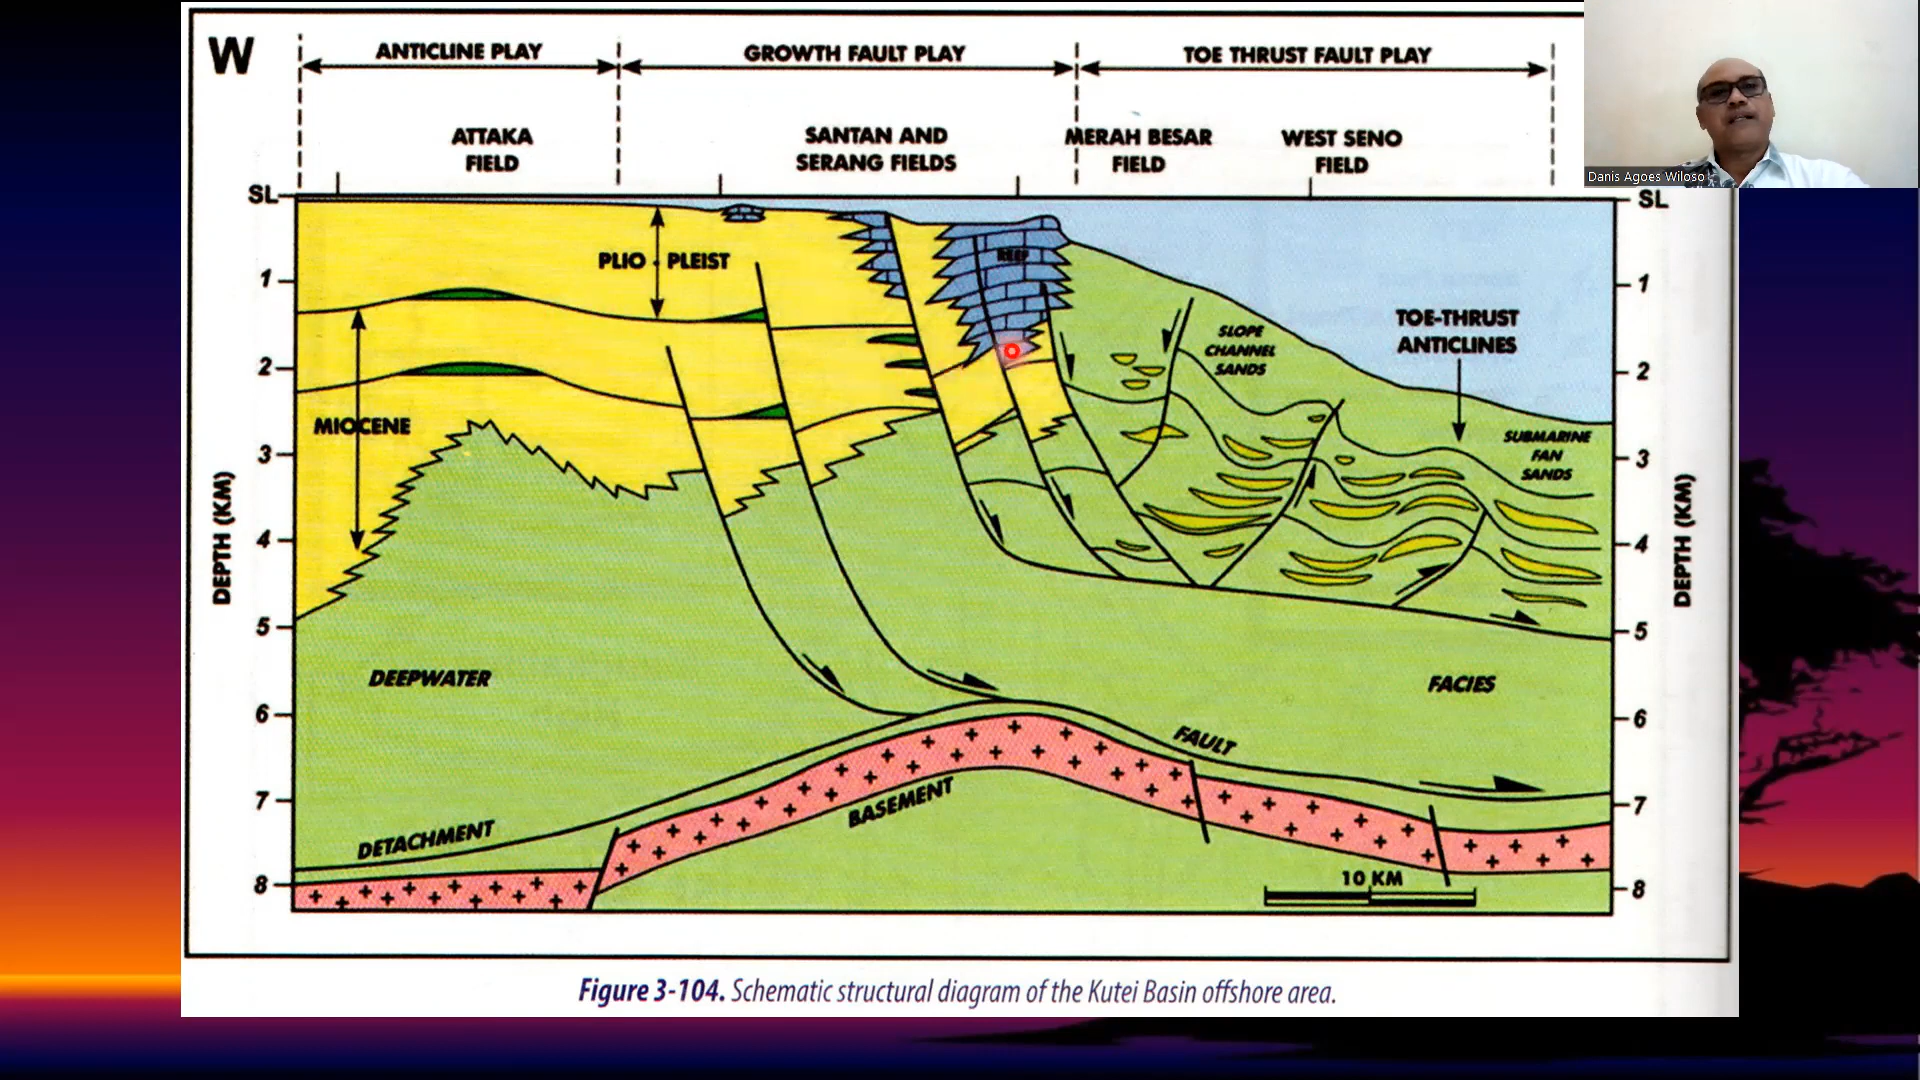 W
ANTICLINE PLAY
GROWTH FAULT PLAY
TOE THRUST FAULT PLAY
ATTAKA
FIELD
SANTAN AND
SERANG FIELDS
MERAH BESAR
FIELD
WEST SENO
FIELD
Danis Agoes Wiloso
SL
SL
PLIO - PLEIST
REEF
1
1
TOE-THRUST
ANTICLINES
SLOPE
CHANNEL
SANDS
2
2
MIOCENE
SUBMARINE
FAN
SANDS
3
3
DEPTH (KM)
DEPTH (KM)
4
4
5
5
DEEPWATER
FACIES
6
6
FAULT
7
7
BASEMENT
DETACHMENT
8
8
10 KM
Figure 3-104. Schematic structural diagram of the Kutei Basin offshore area.